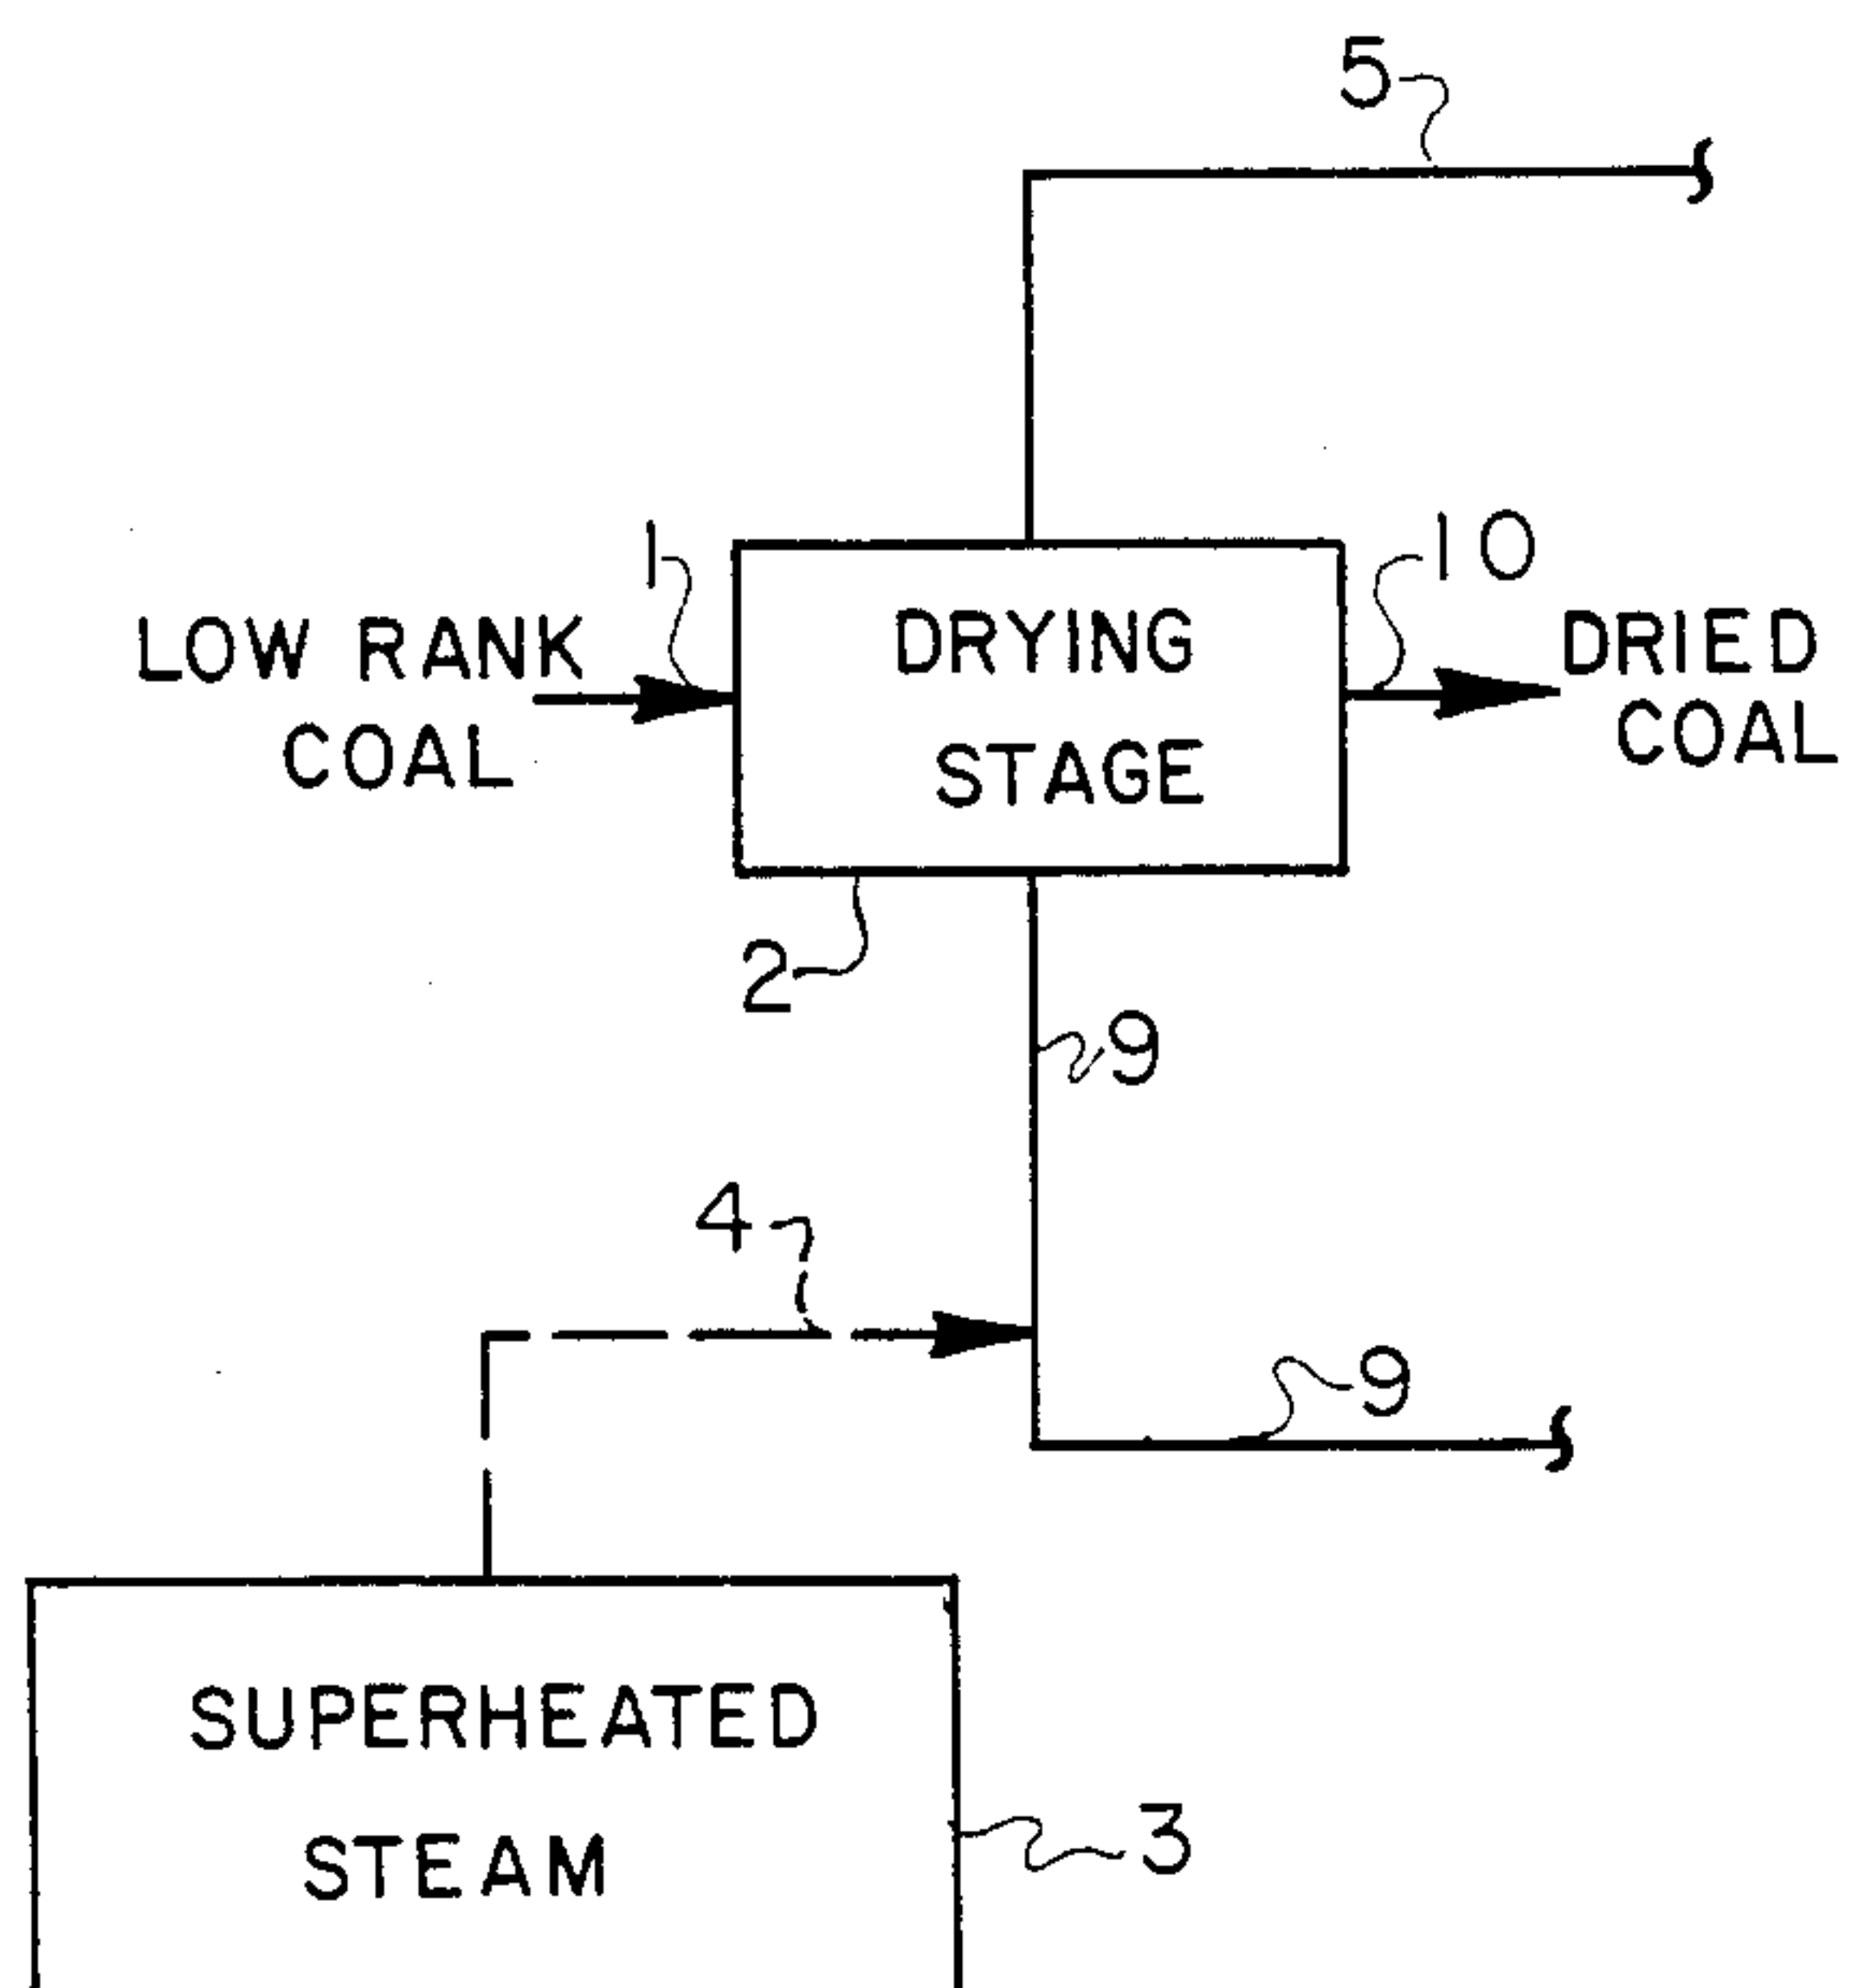 5
1
10
LOW RANK
COAL
DRYING
STAGE
DRIED
COAL
2
9
4
9
SUPERHEATED
STEAM
3